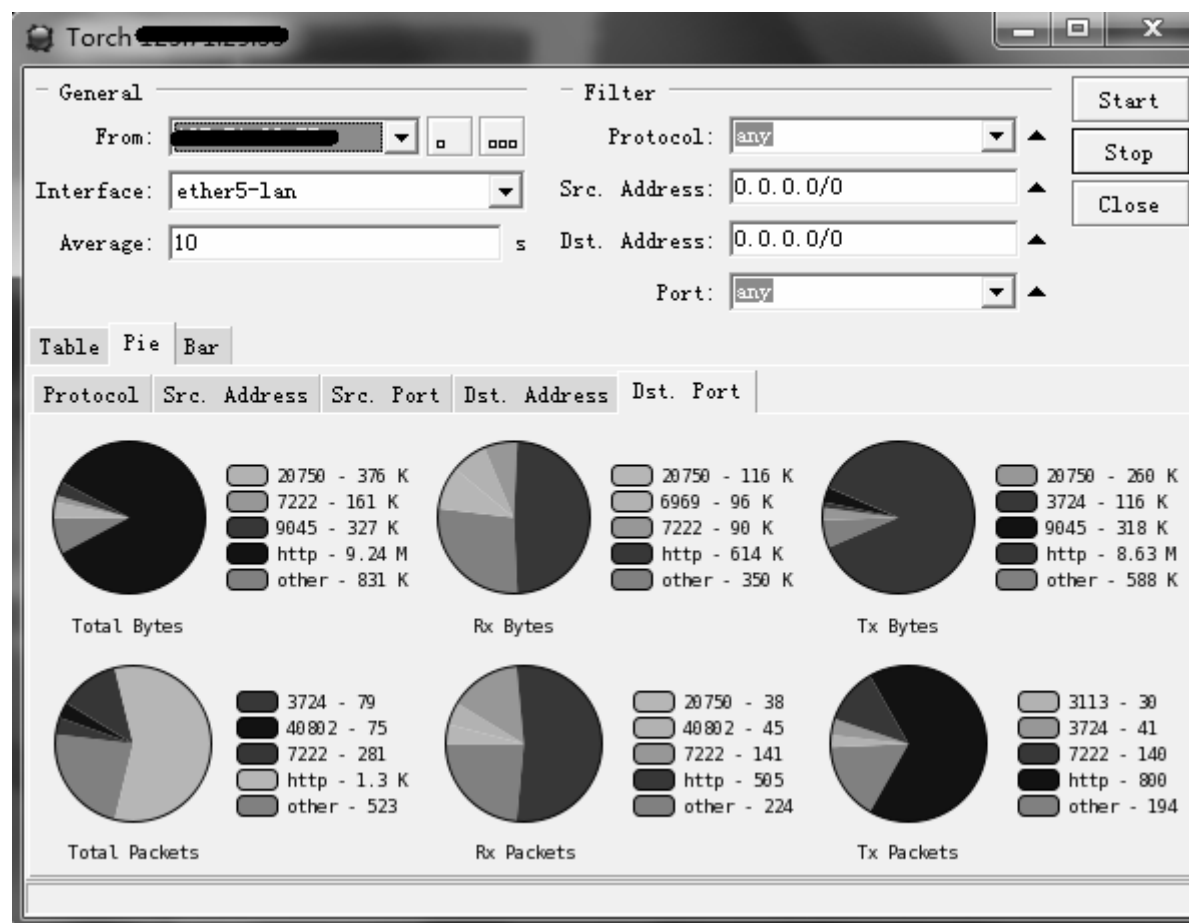 Torch
General
From:
Interface: ether5-lan
Average: 10 s
Filter
Protocol: any
Src. Address: 0.0.0.0/0
Dst. Address: 0.0.0.0/0
Port: any
Start
Stop
Close
Table Pie Bar
Protocol Src. Address Src. Port Dst. Address Dst. Port
20750 - 376 K
7222 - 161 K
9045 - 327 K
http - 9.24 M
other - 831 K
Total Bytes
20750 - 116 K
6969 - 96 K
7222 - 90 K
http - 614 K
other - 350 K
Rx Bytes
20750 - 260 K
3724 - 116 K
9045 - 318 K
http - 8.63 M
other - 588 K
Tx Bytes
3724 - 79
40802 - 75
7222 - 281
http - 1.3 K
other - 523
Total Packets
20750 - 38
40802 - 45
7222 - 141
http - 505
other - 224
Rx Packets
3113 - 30
3724 - 41
7222 - 140
http - 800
other - 194
Tx Packets